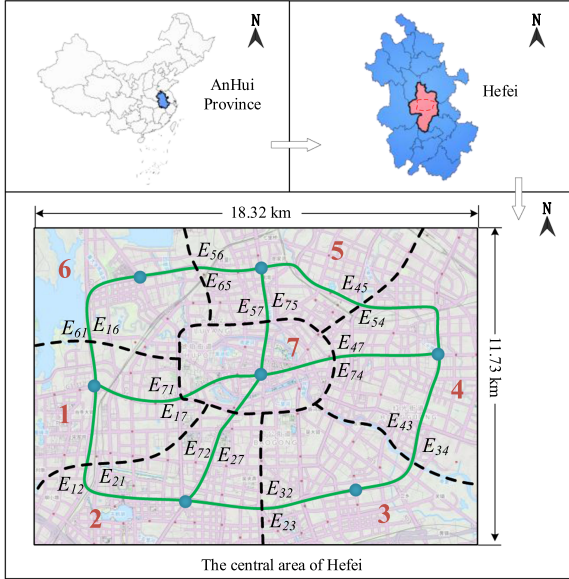 N
AnHui
Province
N
Hefei
N
18.32 km
11.73 km
6
5
E56
E65
E45
E54
E57
E75
E61
E16
7
E47
E74
E71
E17
1
4
E72
E27
E43
E34
E12
E21
E32
E23
2
3
The central area of Hefei